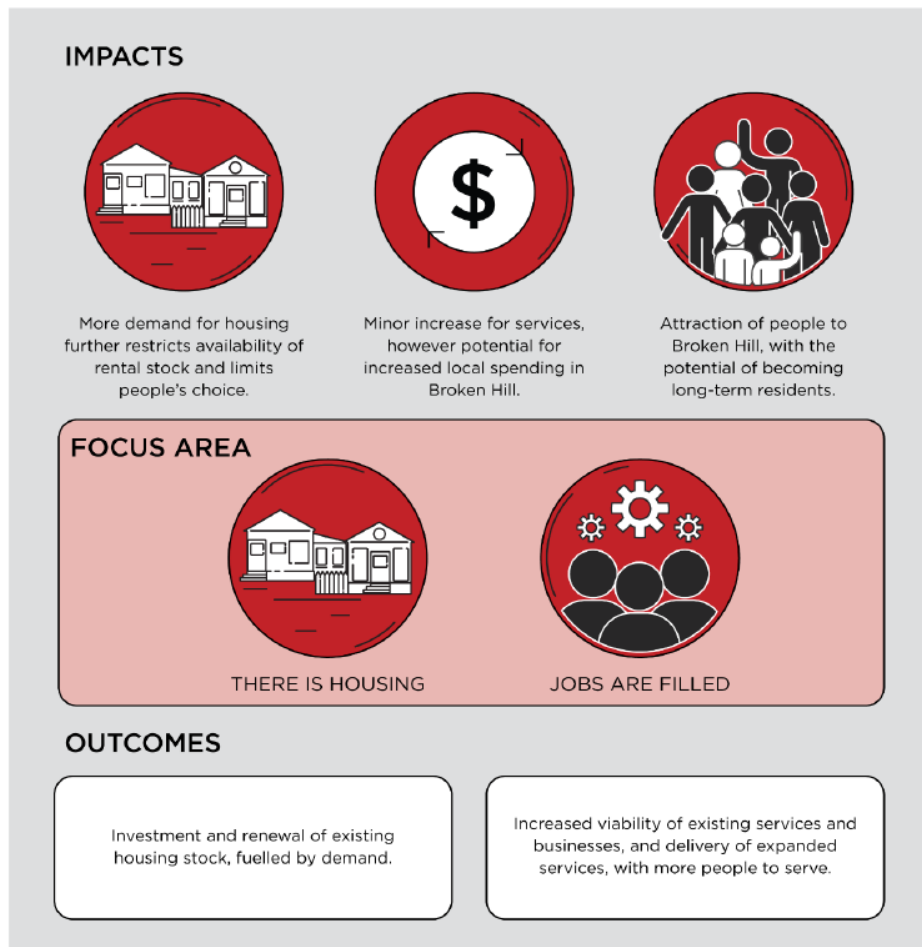 IMPACTS
$
More demand for housing
further restricts availability of
rental stock and limits
people's choice.
Minor increase for services,
however potential for
increased local spending in
Broken Hill.
Attraction of people to
Broken Hill, with the
potential of becoming
long-term residents.
FOCUS AREA
THERE IS HOUSING
JOBS ARE FILLED
OUTCOMES
Investment and renewal of existing
housing stock, fuelled by demand.
Increased viability of existing services and
businesses, and delivery of expanded
services, with more people to serve.